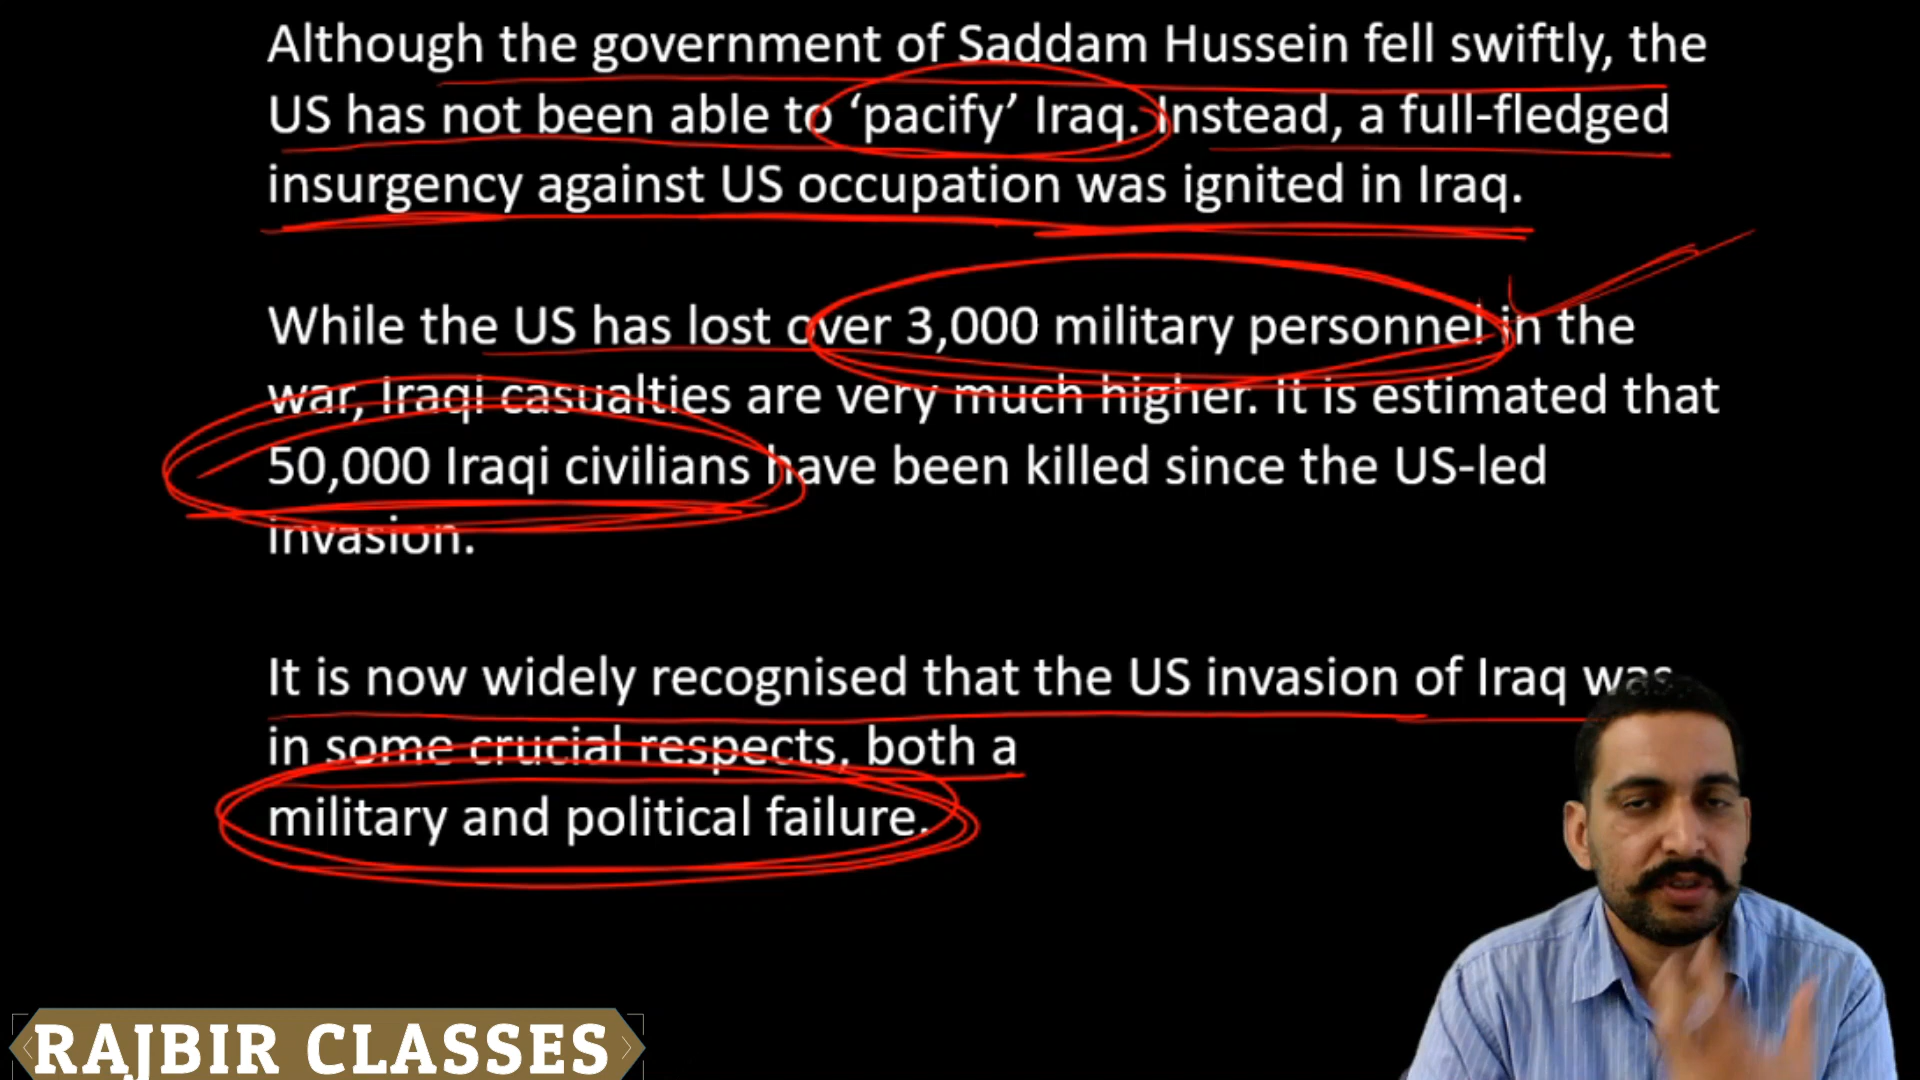 Although the government of Saddam Hussein fell swiftly, the
US has not been able to ‘pacify’ Iraq. Instead, a full-fledged
insurgency against US occupation was ignited in Iraq.
While the US has lost over 3,000 military personnel in the
war, Iraqi casualties are very much higher. It is estimated that
50,000 Iraqi civilians have been killed since the US-led
invasion.
It is now widely recognised that the US invasion of Iraq was
in some crucial respects, both a
military and political failure.
RAJBIR CLASSES